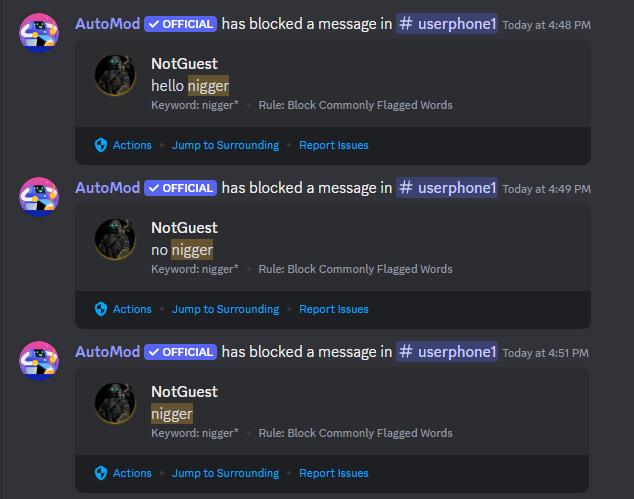 AutoMod ✓ OFFICIAL has blocked a message in # userphone1 Today at 4:48 PM
NotGuest
hello nigger
Keyword: nigger* • Rule: Block Commonly Flagged Words
Actions • Jump to Surrounding • Report Issues
AutoMod ✓ OFFICIAL has blocked a message in # userphone1 Today at 4:49 PM
NotGuest
no nigger
Keyword: nigger* • Rule: Block Commonly Flagged Words
Actions • Jump to Surrounding • Report Issues
AutoMod ✓ OFFICIAL has blocked a message in # userphone1 Today at 4:51 PM
NotGuest
nigger
Keyword: nigger* • Rule: Block Commonly Flagged Words
Actions • Jump to Surrounding • Report Issues